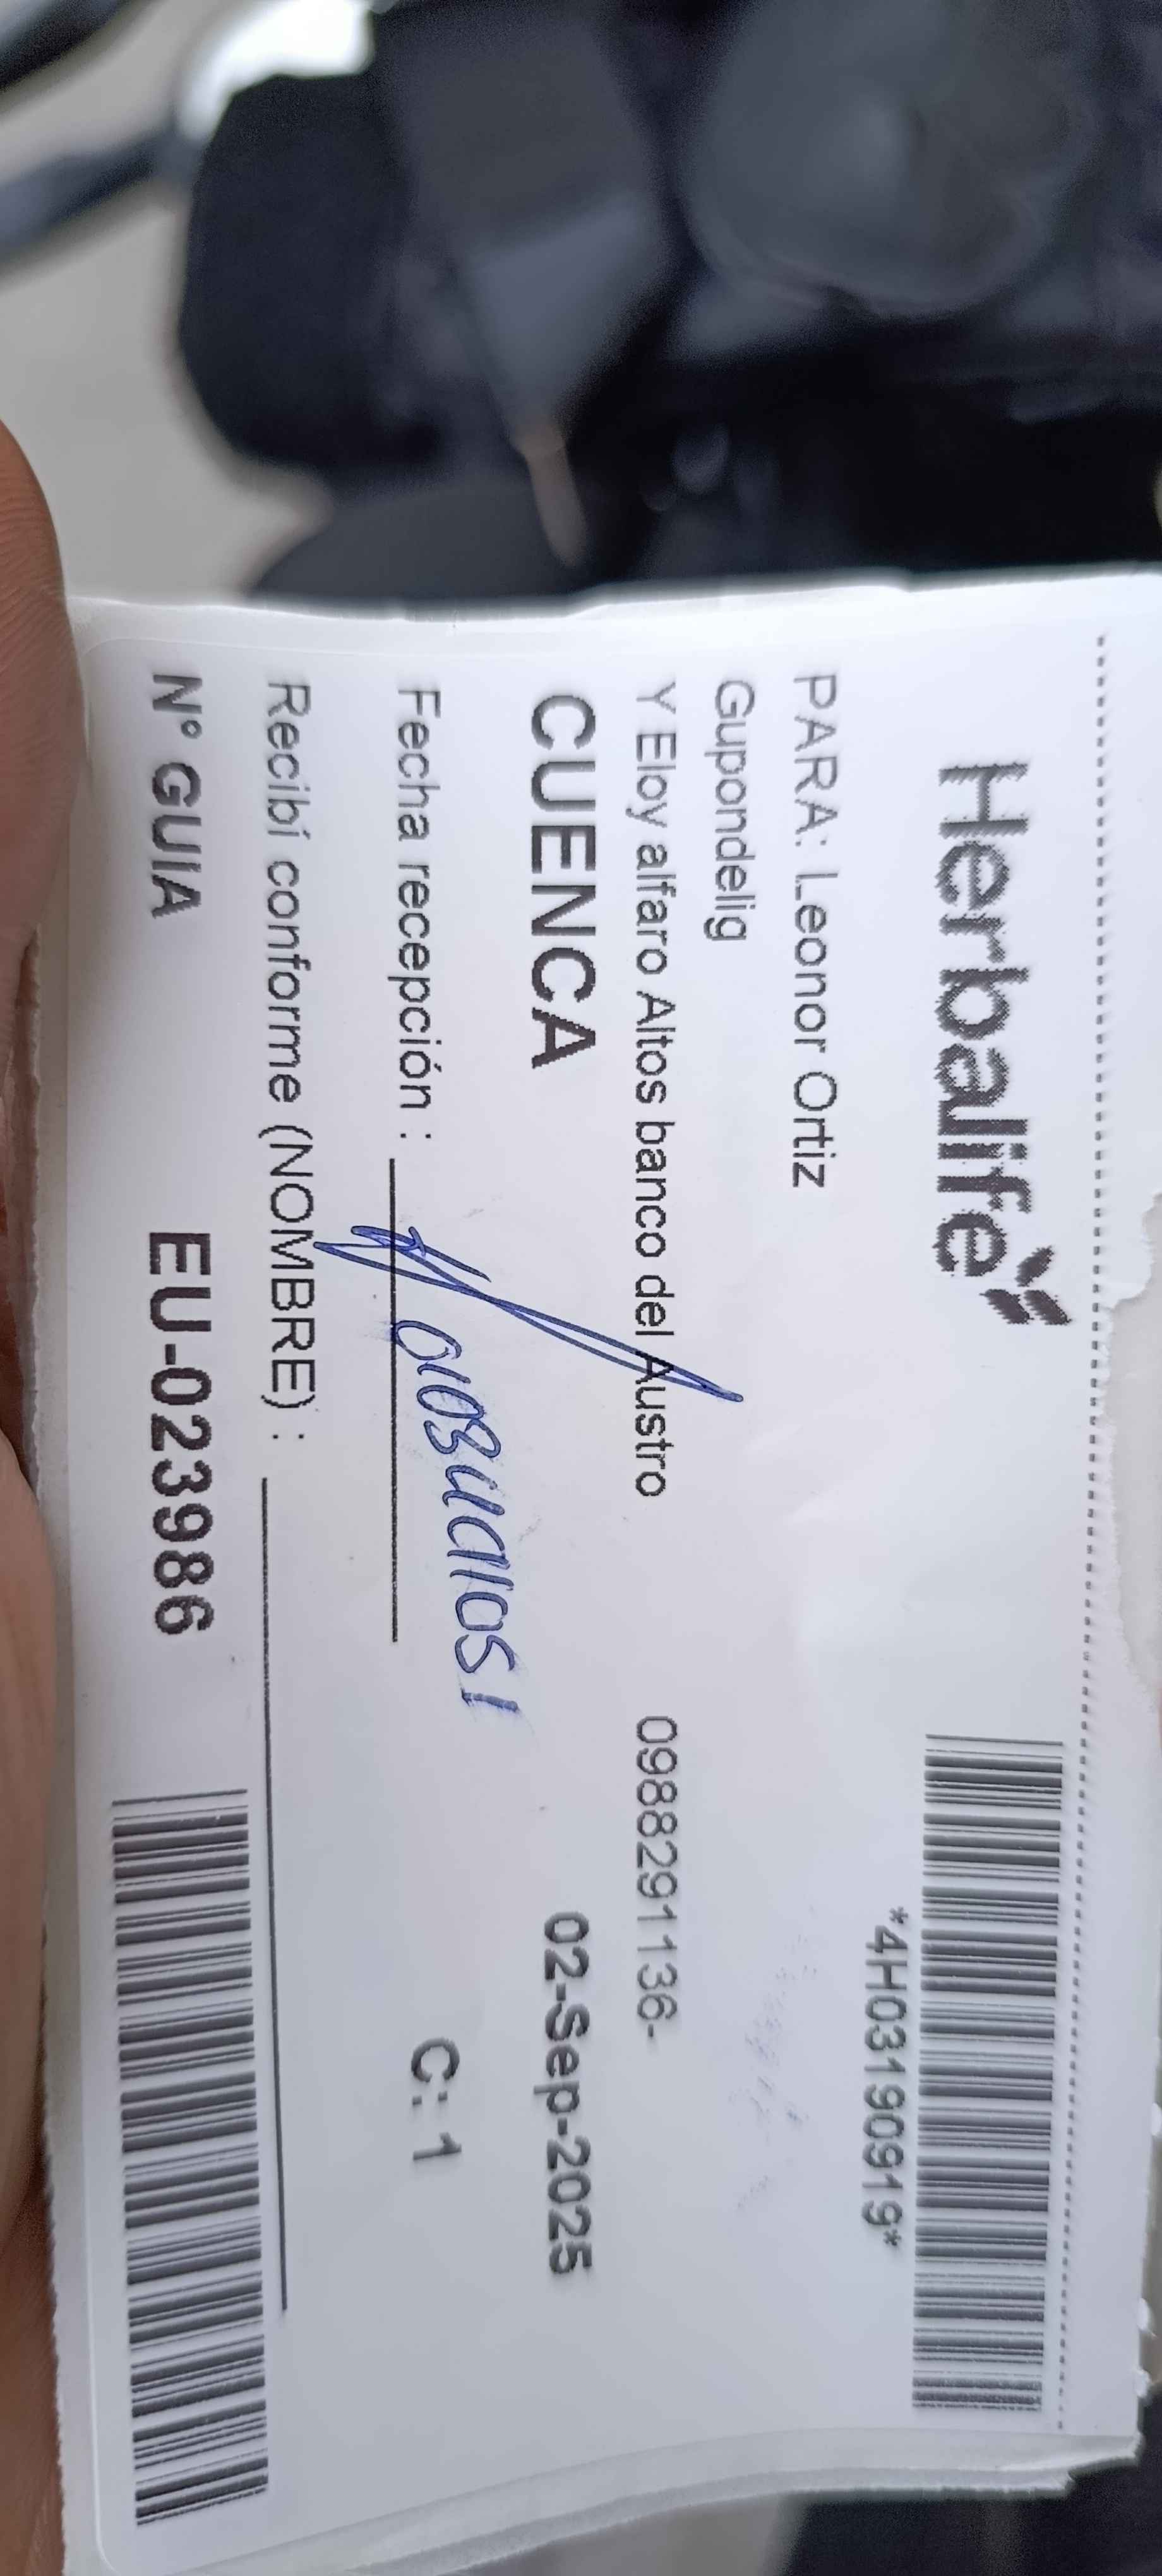 Herbalife
*4H03190919*
PARA: Leonor Ortiz
Gupondelig
Y Eloy alfaro Altos banco del Austro 0988291136-
CUENCA 02-Sep-2025
Fecha recepción : C: 1
Recibí conforme (NOMBRE) :
N° GUIA EU-023986